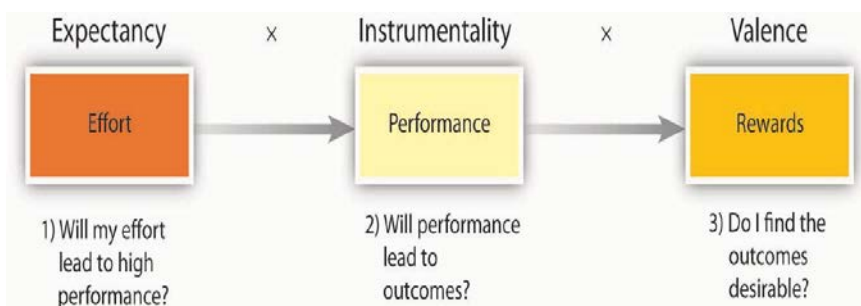 Expectancy x Instrumentality x Valence
Effort
Performance
Rewards
1) Will my effort
lead to high
performance?
2) Will performance
lead to
outcomes?
3) Do I find the
outcomes
desirable?